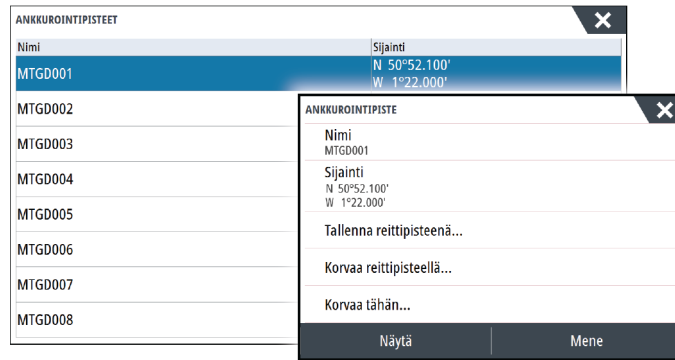 ANKKUROINTIPISTEET
Nimi Sijainti
MTGD001 N 50°52.100'
W 1°22.000'
MTGD002
MTGD003
MTGD004
MTGD005
MTGD006
MTGD007
MTGD008
ANKKUROINTIPISTE
Nimi
MTGD001
Sijainti
N 50°52.100'
W 1°22.000'
Tallenna reittipisteenä...
Korvaa reittipisteellä...
Korvaa tähän...
Näytä Mene